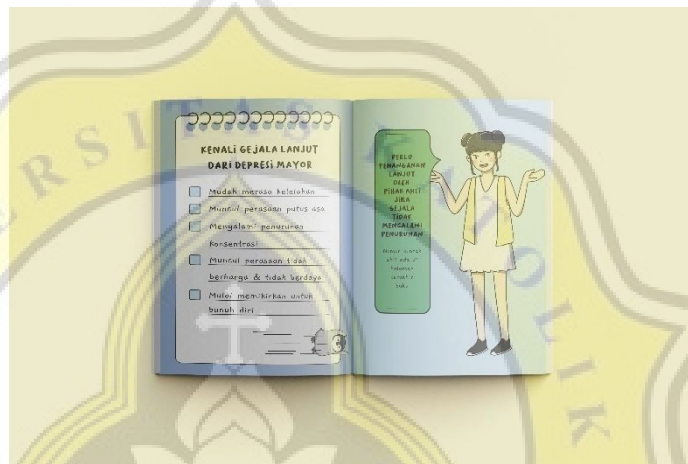 KENALI GEJALA LANJUT
DARI DEPRESI MAYOR
Mudah merasa kelelahan
Muncul perasaan putus asa
Mengalami penurunan
konsentrasi
Muncul perasaan tidak
berharga & tidak berdaya
Mulai memikirkan untuk
bunuh diri
PERLU
PENANGANAN
LANJUT
OLEH
PIHAK AHLI
JIKA
GEJALA
TIDAK
MENGALAMI
PENURUNAN
ERSITAS KATOLIK